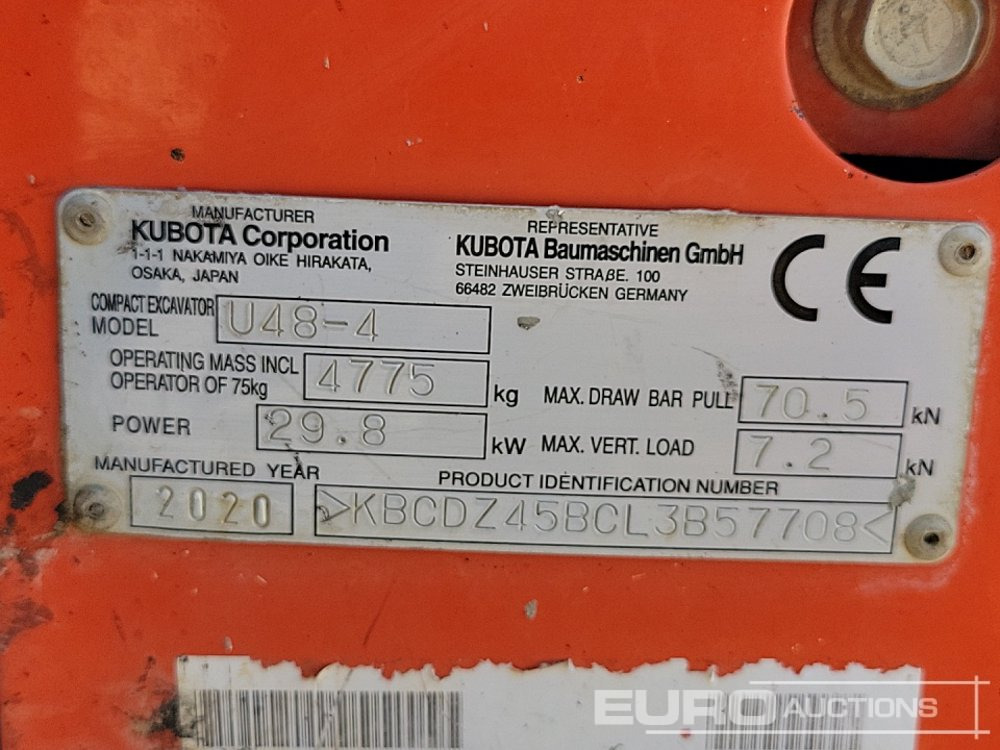 MANUFACTURER
KUBOTA Corporation
1-1-1 NAKAMIYA OIKE HIRAKATA,
OSAKA, JAPAN
REPRESENTATIVE
KUBOTA Baumaschinen GmbH
STEINHAUSER STRAßE. 100
66482 ZWEIBRÜCKEN GERMANY
CE
COMPACT EXCAVATOR
MODEL U48-4
OPERATING MASS INCL
OPERATOR OF 75kg 4775 kg
MAX. DRAW BAR PULL 70.5 kN
POWER 29.8 kW
MAX. VERT. LOAD 7.2 kN
MANUFACTURED YEAR
2020
PRODUCT IDENTIFICATION NUMBER
>KBCDZ45BCL3B57708<
EURO AUCTIONS